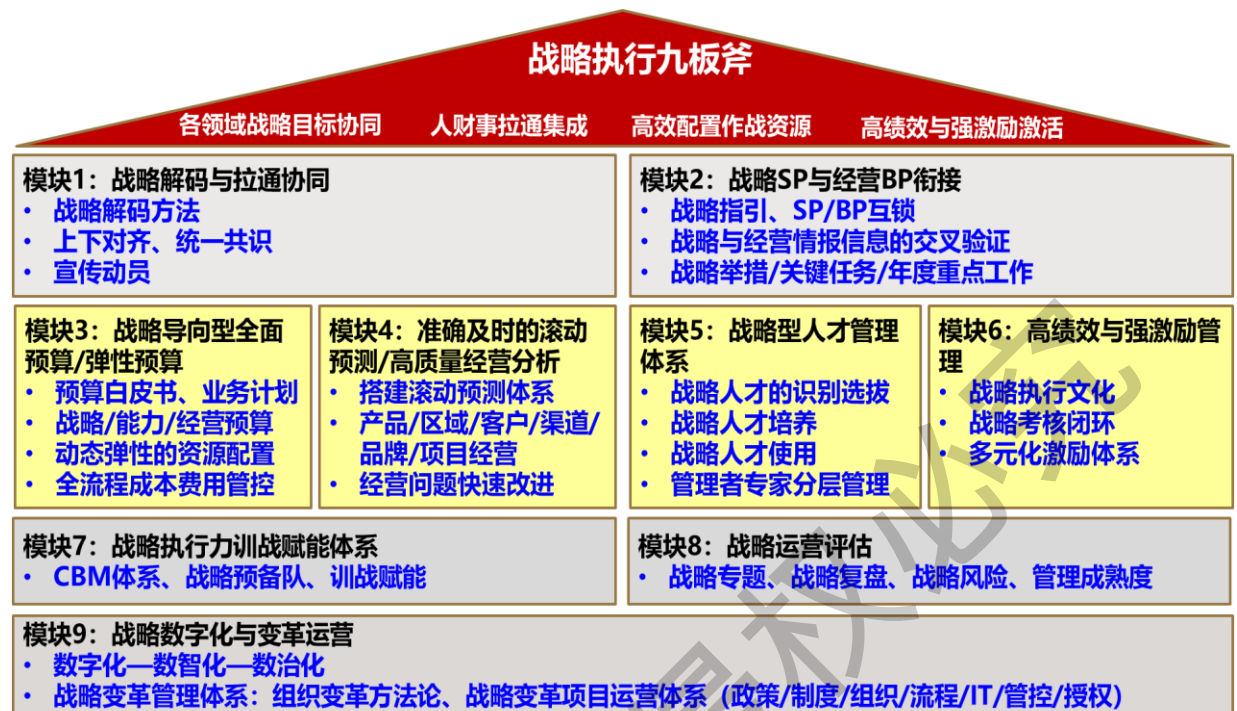 战略执行九板斧
各领域战略目标协同 人财事拉通集成 高效配置作战资源 高绩效与强激励激活
模块1：战略解码与拉通协同
• 战略解码方法
• 上下对齐、统一共识
• 宣传动员
模块2：战略SP与经营BP衔接
• 战略指引、SP/BP互锁
• 战略与经营情报信息的交叉验证
• 战略举措/关键任务/年度重点工作
模块3：战略导向型全面
预算/弹性预算
• 预算白皮书、业务计划
• 战略/能力/经营预算
• 动态弹性的资源配置
• 全流程成本费用管控
模块4：准确及时的滚动
预测/高质量经营分析
• 搭建滚动预测体系
• 产品/区域/客户/渠道/
品牌/项目经营
• 经营问题快速改进
模块5：战略型人才管理
体系
• 战略人才的识别选拔
• 战略人才培养
• 战略人才使用
• 管理者专家分层管理
模块6：高绩效与强激励管
理
• 战略执行文化
• 战略考核闭环
• 多元化激励体系
模块7：战略执行力训战赋能体系
• CBM体系、战略预备队、训战赋能
模块8：战略运营评估
• 战略专题、战略复盘、战略风险、管理成熟度
模块9：战略数字化与变革运营
• 数字化—数智化—数治化
• 战略变革管理体系：组织变革方法论、战略变革项目运营体系（政策/制度/组织/流程/IT/管控/授权）
权必究